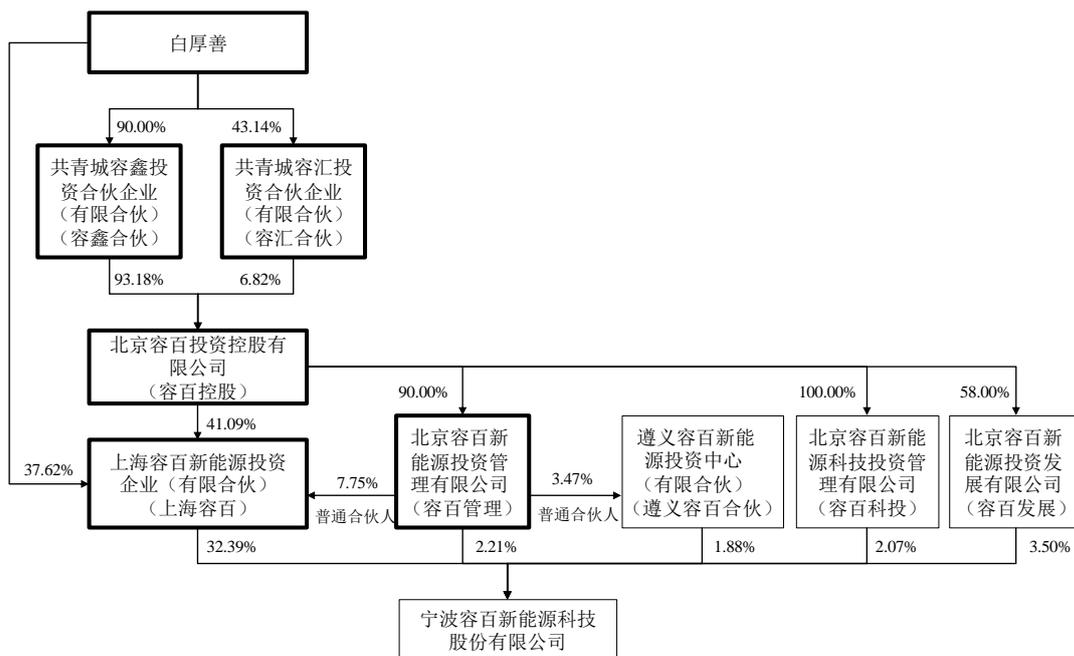 白厚善
90.00%
43.14%
共青城容鑫投
资合伙企业
（有限合伙）
（容鑫合伙）
共青城容汇投
资合伙企业
（有限合伙）
（容汇合伙）
93.18%
6.82%
北京容百投资控股有
限公司
（容百控股）
90.00%
100.00%
58.00%
41.09%
37.62%
上海容百新能源投资
企业（有限合伙）
（上海容百）
7.75%
普通合伙人
北京容百新
能源投资管
理有限公司
（容百管理）
3.47%
普通合伙人
遵义容百新能
源投资中心
（有限合伙）
（遵义容百合伙）
北京容百新能
源科技投资管
理有限公司
（容百科投）
北京容百新
能源投资发
展有限公司
（容百发展）
32.39%
2.21%
1.88%
2.07%
3.50%
宁波容百新能源科技
股份有限公司